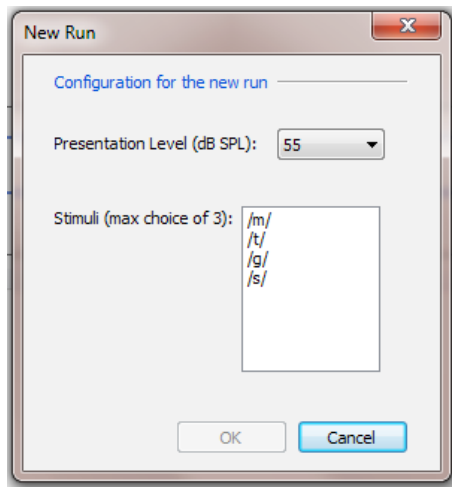 New Run
Configuration for the new run
Presentation Level (dB SPL): 55
Stimuli (max choice of 3):
/m/
/t/
/g/
/s/
OK Cancel